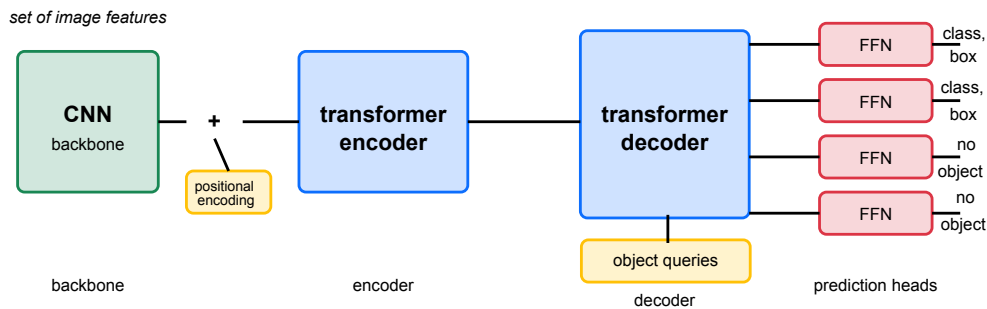 set of image features
CNN
backbone
+
positional
encoding
transformer
encoder
transformer
decoder
object queries
FFN
class,
box
FFN
class,
box
FFN
no
object
FFN
no
object
backbone
encoder
decoder
prediction heads